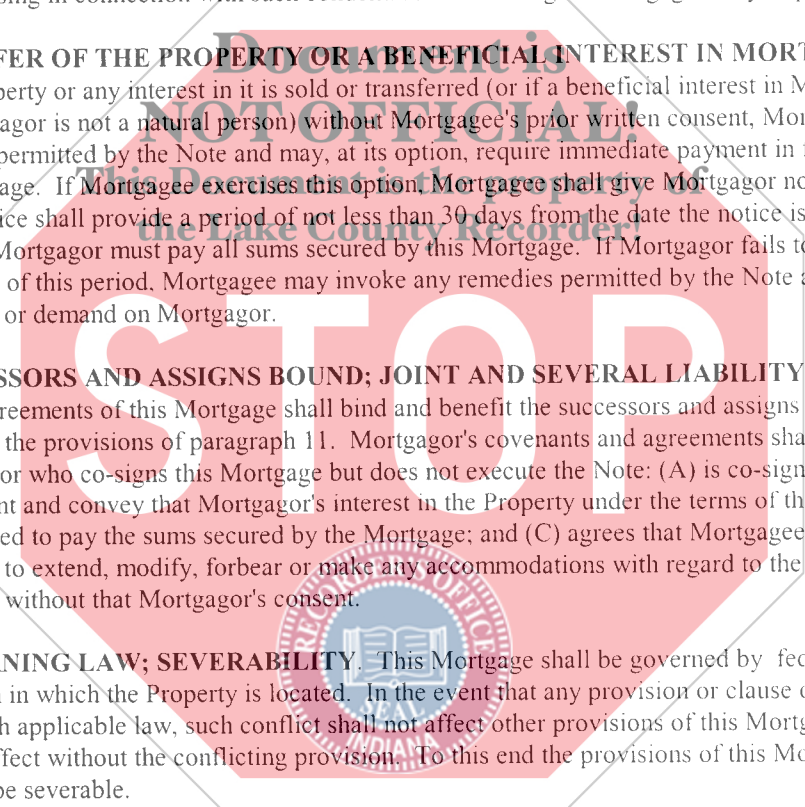 FER OF THE PROPERTY OR A BENEFICIAL INTEREST IN MORT
perty or any interest in it is sold or transferred (or if a beneficial interest in M
agor is not a natural person) without Mortgagee's prior written consent, Mor
permitted by the Note and may, at its option, require immediate payment in
age. If Mortgagee exercises this option, Mortgagee shall give Mortgagor no
ice shall provide a period of not less than 30 days from the date the notice is
Mortgagor must pay all sums secured by this Mortgage. If Mortgagor fails to
of this period, Mortgagee may invoke any remedies permitted by the Note a
or demand on Mortgagor.
SSORS AND ASSIGNS BOUND; JOINT AND SEVERAL LIABILITY
reements of this Mortgage shall bind and benefit the successors and assigns
the provisions of paragraph 11. Mortgagor's covenants and agreements sha
or who co-signs this Mortgage but does not execute the Note: (A) is co-sign
nt and convey that Mortgagor's interest in the Property under the terms of th
ed to pay the sums secured by the Mortgage; and (C) agrees that Mortgagee
to extend, modify, forbear or make any accommodations with regard to the
without that Mortgagor's consent.
NING LAW; SEVERABILITY. This Mortgage shall be governed by fed
n in which the Property is located. In the event that any provision or clause o
h applicable law, such conflict shall not affect other provisions of this Mortg
ffect without the conflicting provision. To this end the provisions of this Mo
be severable.
Document is
NOT OFFICIAL!
This Document is the property of
the Lake County Recorder!
STOP
RECORDER'S OFFICE
SEAL
INDIANA